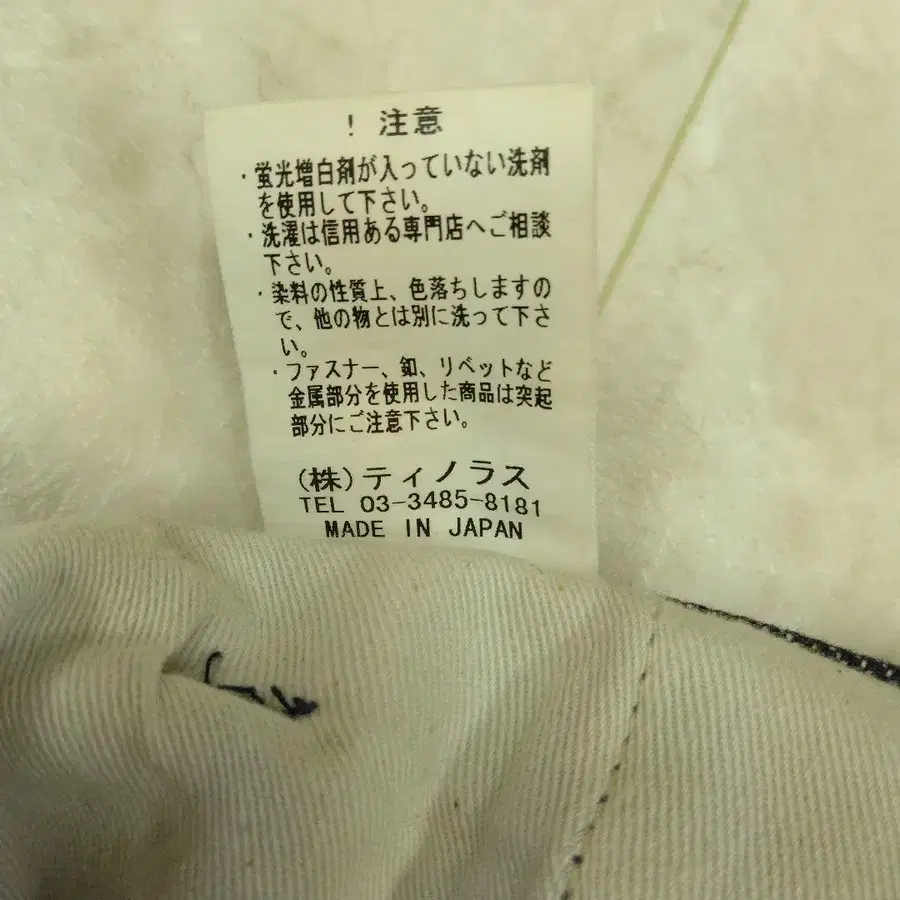 ! 注意
・蛍光増白剤が入っていない洗剤
を使用して下さい。
・洗濯は信用ある専門店へご相談
下さい。
・染料の性質上、色落ちしますの
で、他の物とは別に洗って下さ
い。
・ファスナー、釦、リベットなど
金属部分を使用した商品は突起
部分にご注意下さい。
(株)ティノラス
TEL 03-3485-8181
MADE IN JAPAN